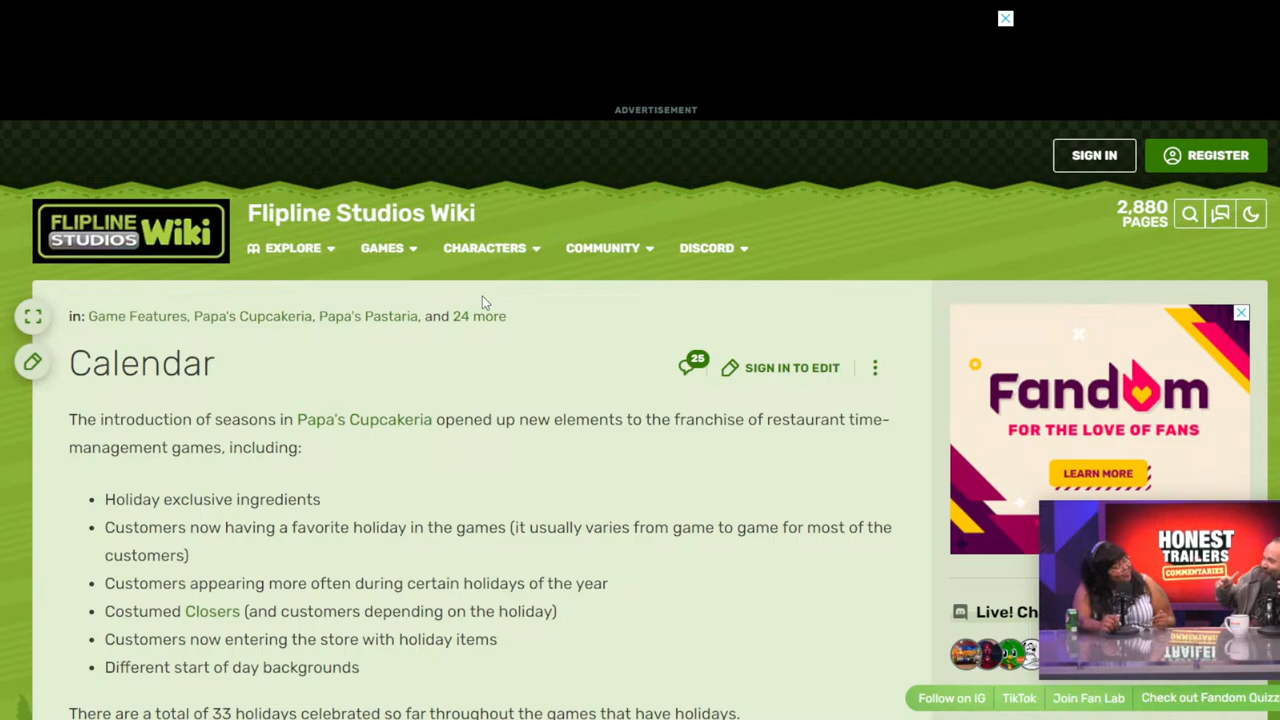 ADVERTISEMENT
SIGN IN
REGISTER
FLIPLINE
STUDIOS
Wiki
Flipline Studios Wiki
2,880
PAGES
EXPLORE
GAMES
CHARACTERS
COMMUNITY
DISCORD
in: Game Features, Papa's Cupcakeria, Papa's Pastaria, and 24 more
Calendar
25
SIGN IN TO EDIT
The introduction of seasons in Papa's Cupcakeria opened up new elements to the franchise of restaurant time-
management games, including:
• Holiday exclusive ingredients
• Customers now having a favorite holiday in the games (it usually varies from game to game for most of the
customers)
• Customers appearing more often during certain holidays of the year
• Costumed Closers (and customers depending on the holiday)
• Customers now entering the store with holiday items
• Different start of day backgrounds
There are a total of 33 holidays celebrated so far throughout the games that have holidays.
Fandom
FOR THE LOVE OF FANS
LEARN MORE
HONEST
TRAILERS
COMMENTARIES
Live! Ch
Follow on IG
TikTok
Join Fan Lab
Check out Fandom Quizz